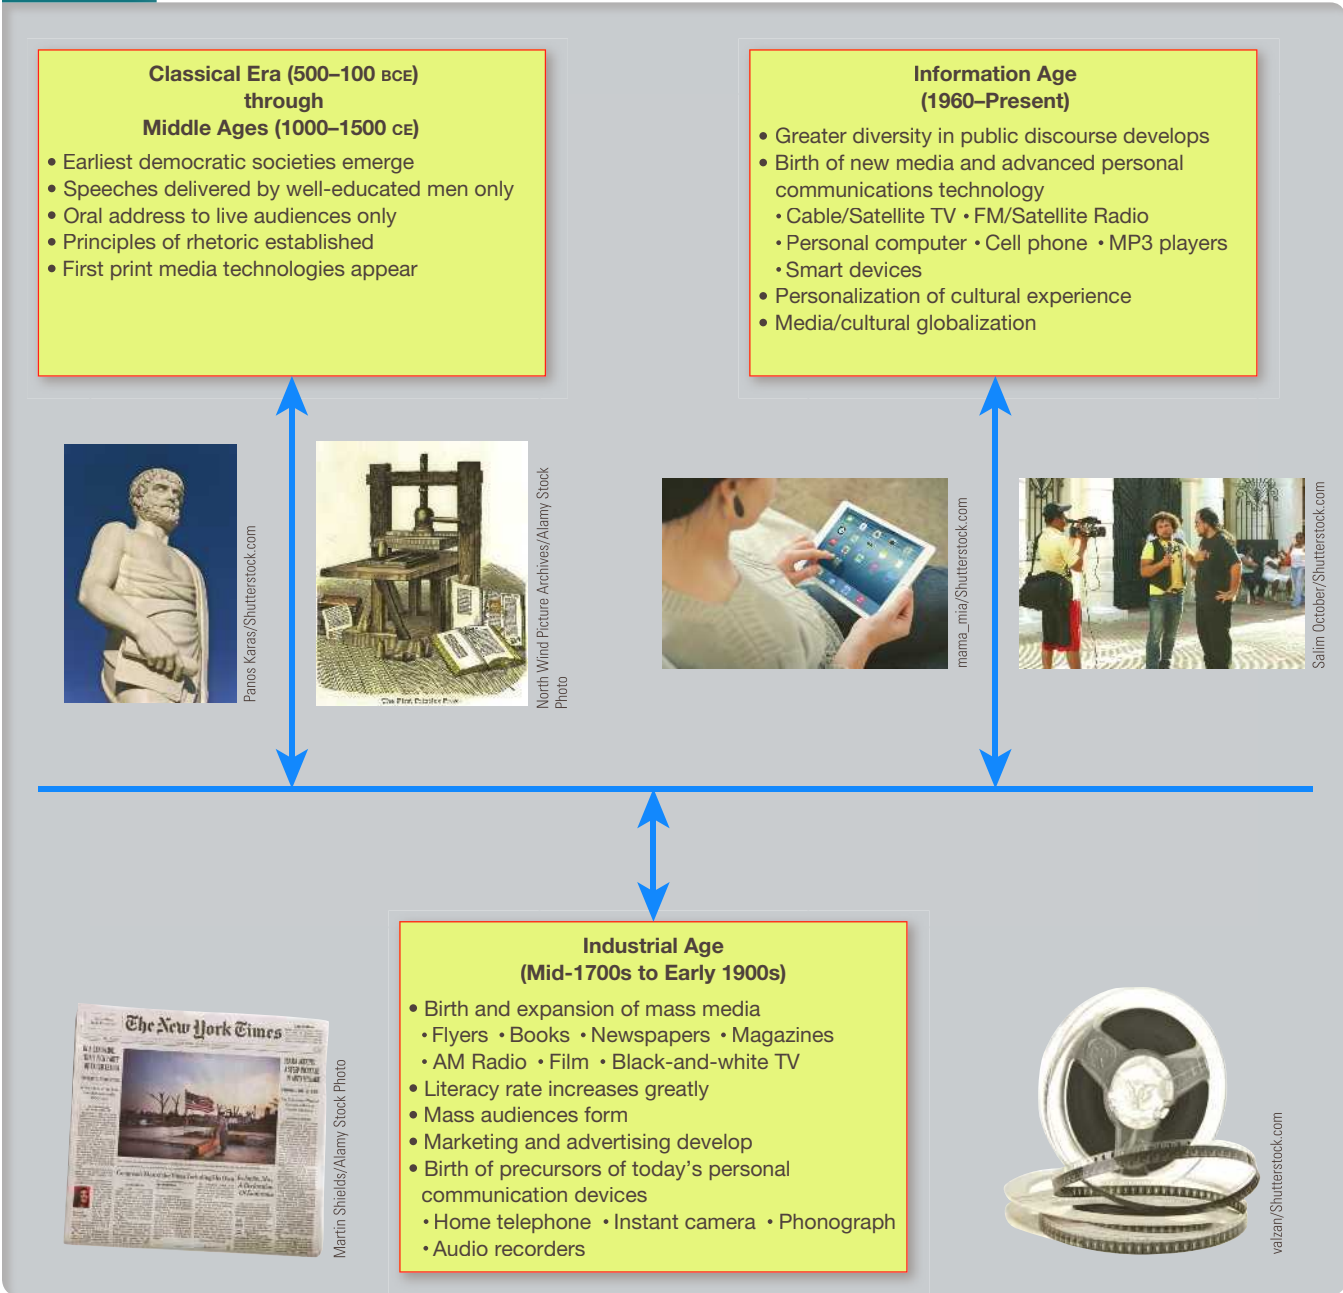 Classical Era (500–100 BCE)
through
Middle Ages (1000–1500 CE)
• Earliest democratic societies emerge
• Speeches delivered by well-educated men only
• Oral address to live audiences only
• Principles of rhetoric established
• First print media technologies appear
Information Age
(1960–Present)
• Greater diversity in public discourse develops
• Birth of new media and advanced personal
communications technology
• Cable/Satellite TV • FM/Satellite Radio
• Personal computer • Cell phone • MP3 players
• Smart devices
• Personalization of cultural experience
• Media/cultural globalization
Panos Karas/Shutterstock.com
The First Printing Press
North Wind Picture Archives/Alamy Stock
Photo
mama_mia/Shutterstock.com
Salim October/Shutterstock.com
Industrial Age
(Mid-1700s to Early 1900s)
• Birth and expansion of mass media
• Flyers • Books • Newspapers • Magazines
• AM Radio • Film • Black-and-white TV
• Literacy rate increases greatly
• Mass audiences form
• Marketing and advertising develop
• Birth of precursors of today's personal
communication devices
• Home telephone • Instant camera • Phonograph
• Audio recorders
The New York Times
Martin Shields/Alamy Stock Photo
valzan/Shutterstock.com